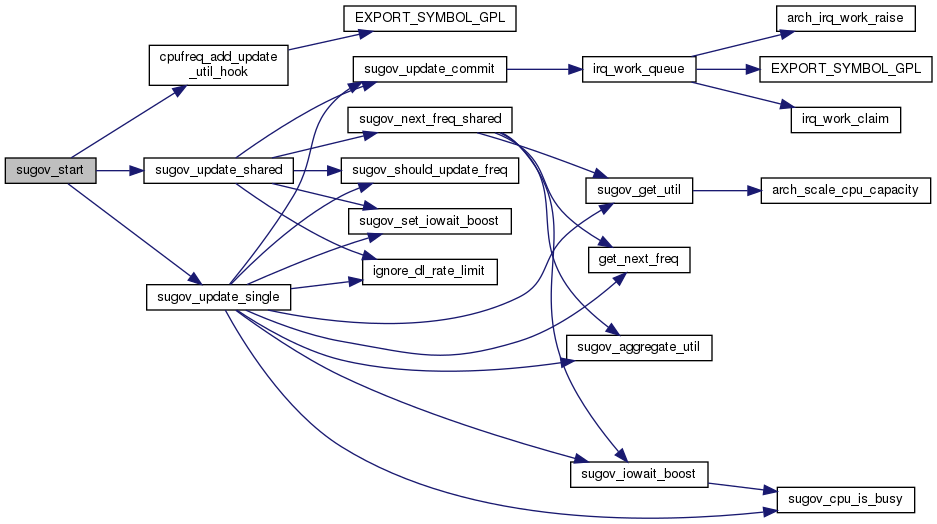 sugov_start
cpufreq_add_update
_util_hook
EXPORT_SYMBOL_GPL
sugov_update_shared
sugov_update_single
sugov_update_commit
sugov_next_freq_shared
sugov_should_update_freq
sugov_set_iowait_boost
ignore_dl_rate_limit
irq_work_queue
sugov_get_util
get_next_freq
sugov_aggregate_util
sugov_iowait_boost
arch_irq_work_raise
EXPORT_SYMBOL_GPL
irq_work_claim
arch_scale_cpu_capacity
sugov_cpu_is_busy